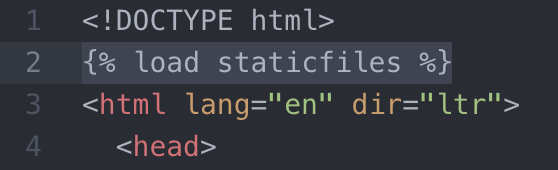 1 <!DOCTYPE html>
2 {% load staticfiles %}
3 <html lang="en" dir="ltr">
4 <head>